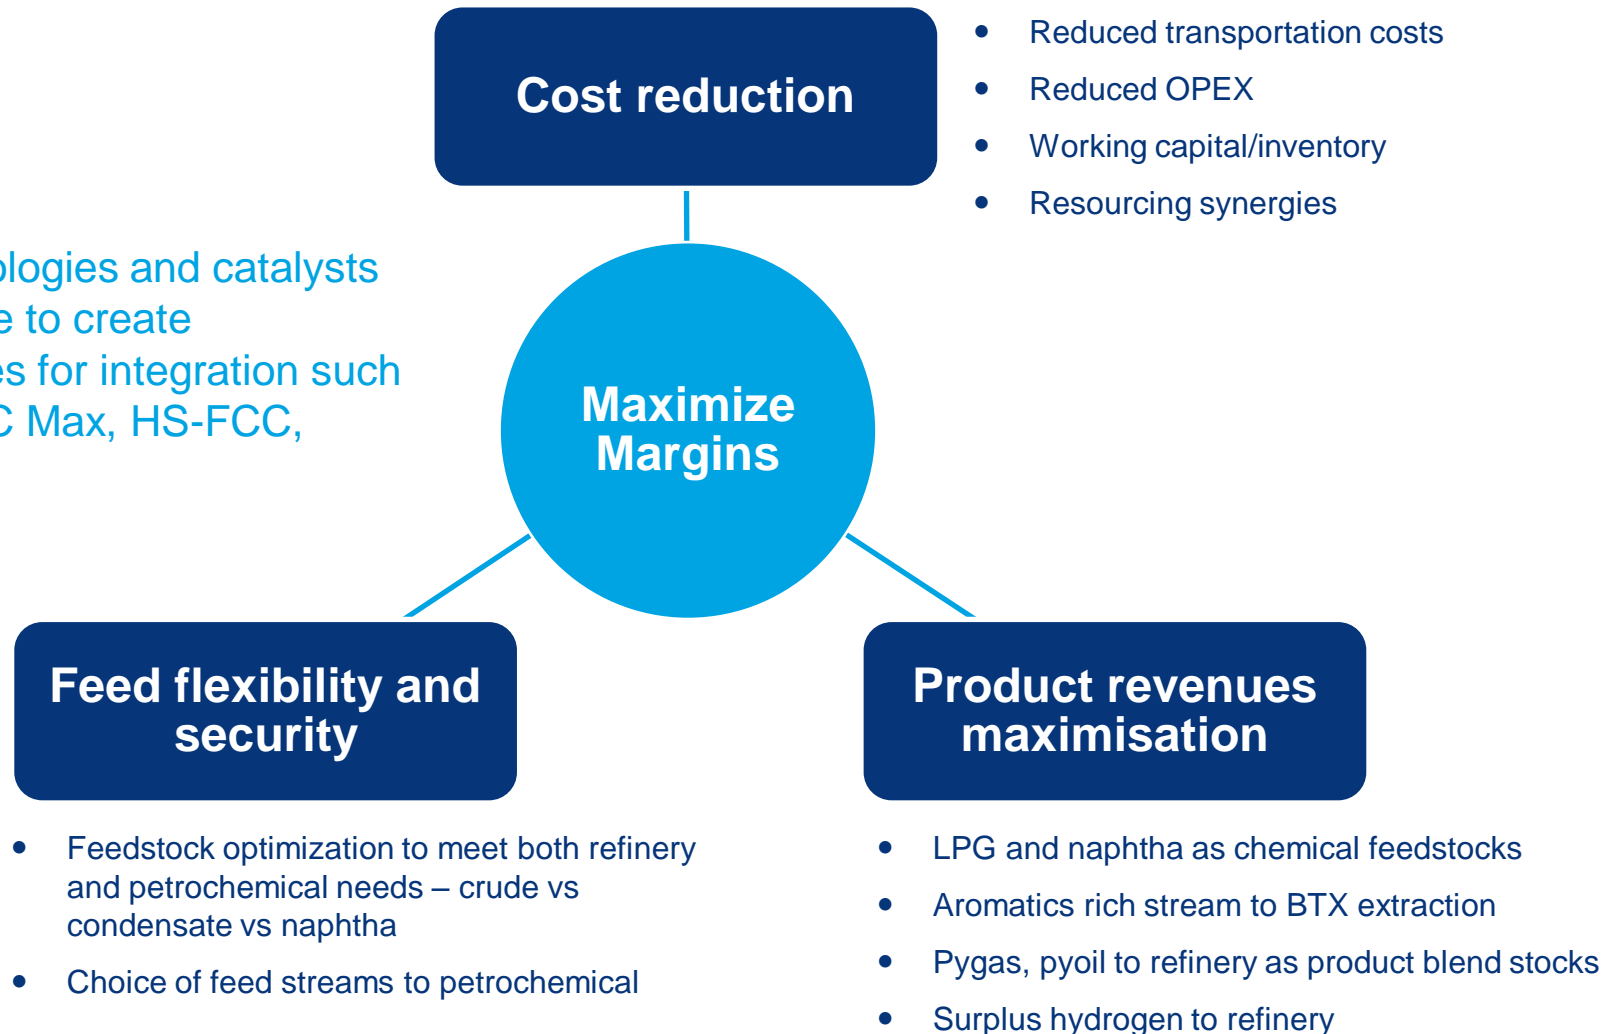 Cost reduction
• Reduced transportation costs
• Reduced OPEX
• Working capital/inventory
• Resourcing synergies
ologies and catalysts
e to create
es for integration such
C Max, HS-FCC,
Maximize
Margins
Feed flexibility and
security
• Feedstock optimization to meet both refinery
and petrochemical needs – crude vs
condensate vs naphtha
• Choice of feed streams to petrochemical
Product revenues
maximisation
• LPG and naphtha as chemical feedstocks
• Aromatics rich stream to BTX extraction
• Pygas, pyoil to refinery as product blend stocks
• Surplus hydrogen to refinery